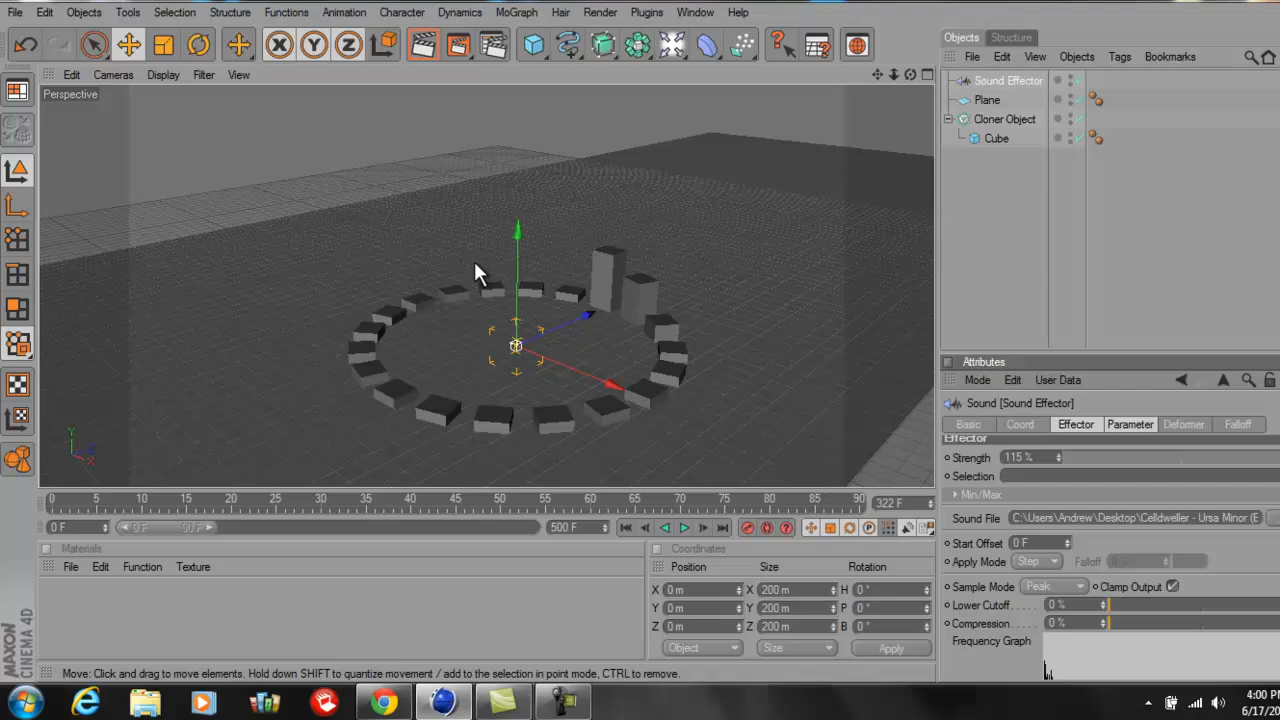 File Edit Objects Tools Selection Structure Functions Animation Character Dynamics MoGraph Hair Render Plugins Window Help
X Y Z
Objects Structure
File Edit View Objects Tags Bookmarks
Edit Cameras Display Filter View
Perspective
Sound Effector
Plane
Cloner Object
Cube
Y
Attributes
Mode Edit User Data
Sound [Sound Effector]
Basic Coord. Effector Parameter Deformer Falloff
Effector
Strength 115 %
Selection
Min/Max
Sound File C:\Users\Andrew\Desktop\Celldweller - Ursa Minor (E
Start Offset 0 F
Apply Mode Step Falloff
Sample Mode Peak Clamp Output
Lower Cutoff 0 %
Compression 0 %
Frequency Graph
0 5 10 15 20 25 30 35 40 45 50 55 60 65 70 75 80 85 90 322 F
0 F 0 F 90 F 500 F
Materials
File Edit Function Texture
Coordinates
Position Size Rotation
X 0 m X 200 m H 0 °
Y 0 m Y 200 m P 0 °
Z 0 m Z 200 m B 0 °
Object Size Apply
MAXON
CINEMA 4D
Move: Click and drag to move elements. Hold down SHIFT to quantize movement / add to the selection in point mode, CTRL to remove.
4:00 PM
6/17/20